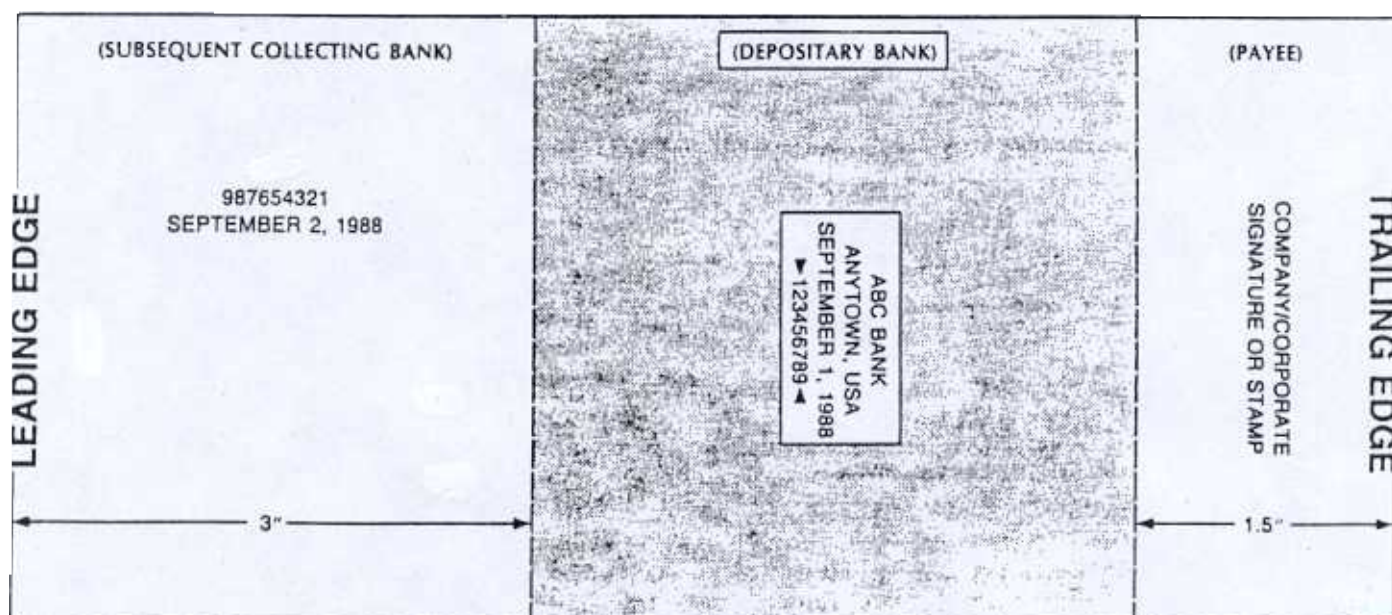 (SUBSEQUENT COLLECTING BANK)
987654321
SEPTEMBER 2, 1988
LEADING EDGE
3"
(DEPOSITARY BANK)
ABC BANK
ANYTOWN, USA
SEPTEMBER 1, 1988
►123456789◄
(PAYEE)
COMPANY/CORPORATE
SIGNATURE OR STAMP
TRAILING EDGE
1.5"